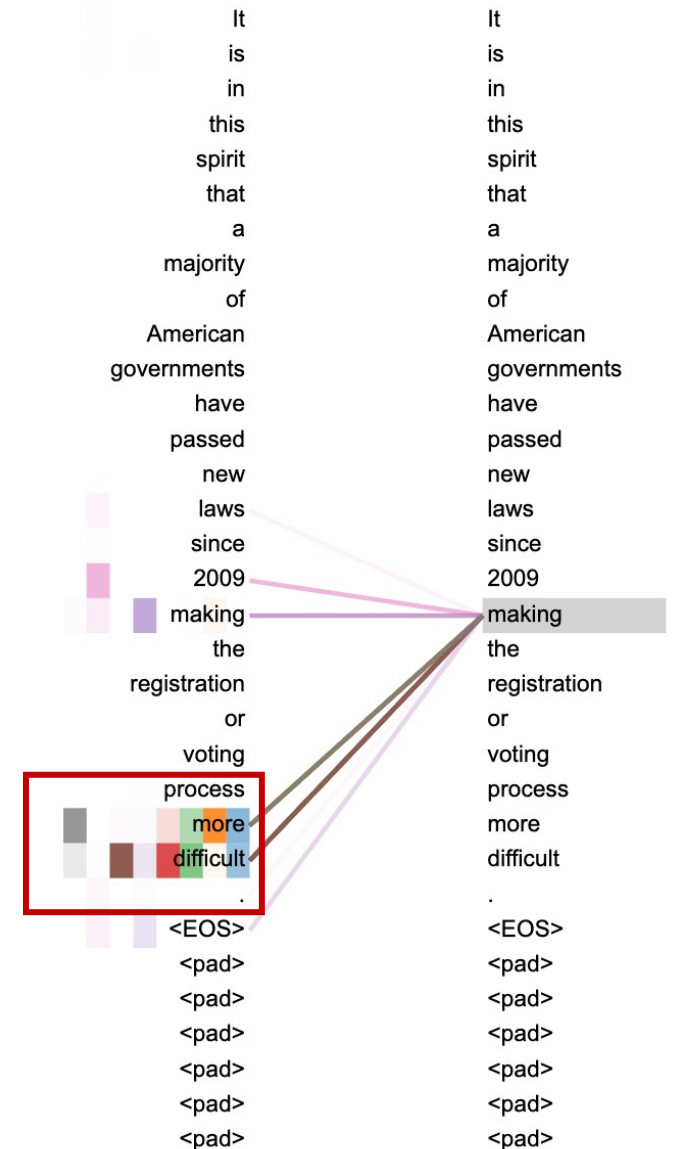 It It
is is
in in
this this
spirit spirit
that that
a a
majority majority
of of
American American
governments governments
have have
passed passed
new new
laws laws
since since
2009 2009
making making
the the
registration registration
or or
voting voting
process process
more more
difficult difficult
. .
<EOS> <EOS>
<pad> <pad>
<pad> <pad>
<pad> <pad>
<pad> <pad>
<pad> <pad>
<pad> <pad>